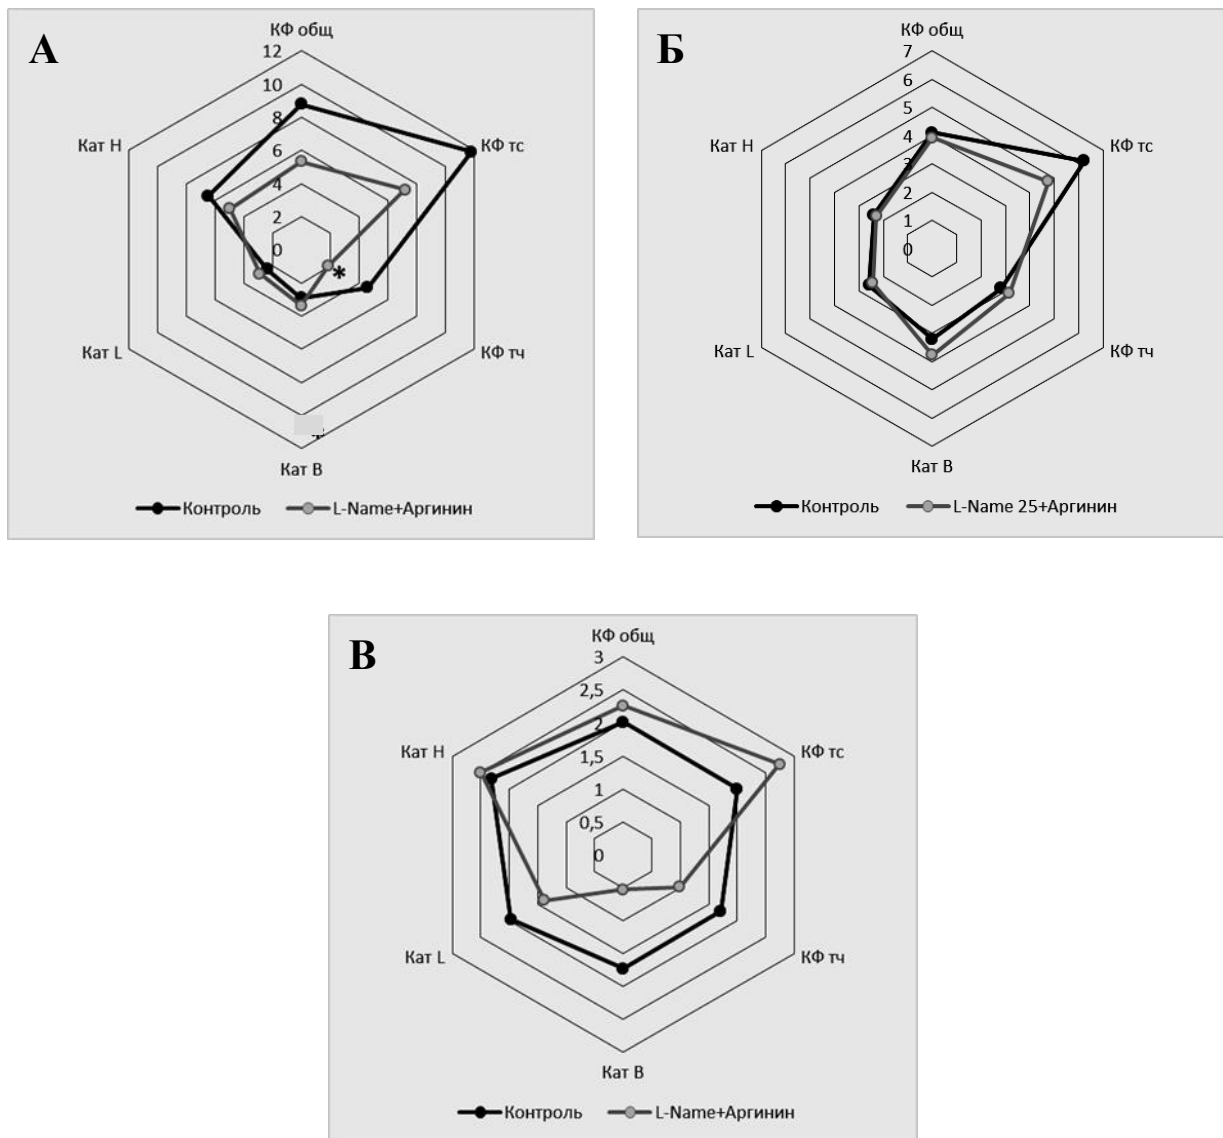 А
КФ общ
12
10
8
6
4
2
0
КФ тс
КФ тч
Кат B
Кат L
Кат H
*
Контроль
L-Name+Аргинин
Б
КФ общ
7
6
5
4
3
2
1
0
КФ тс
КФ тч
Кат B
Кат L
Кат H
Контроль
L-Name 25+Аргинин
В
КФ общ
3
2,5
2
1,5
1
0,5
0
КФ тс
КФ тч
Кат B
Кат L
Кат H
Контроль
L-Name+Аргинин